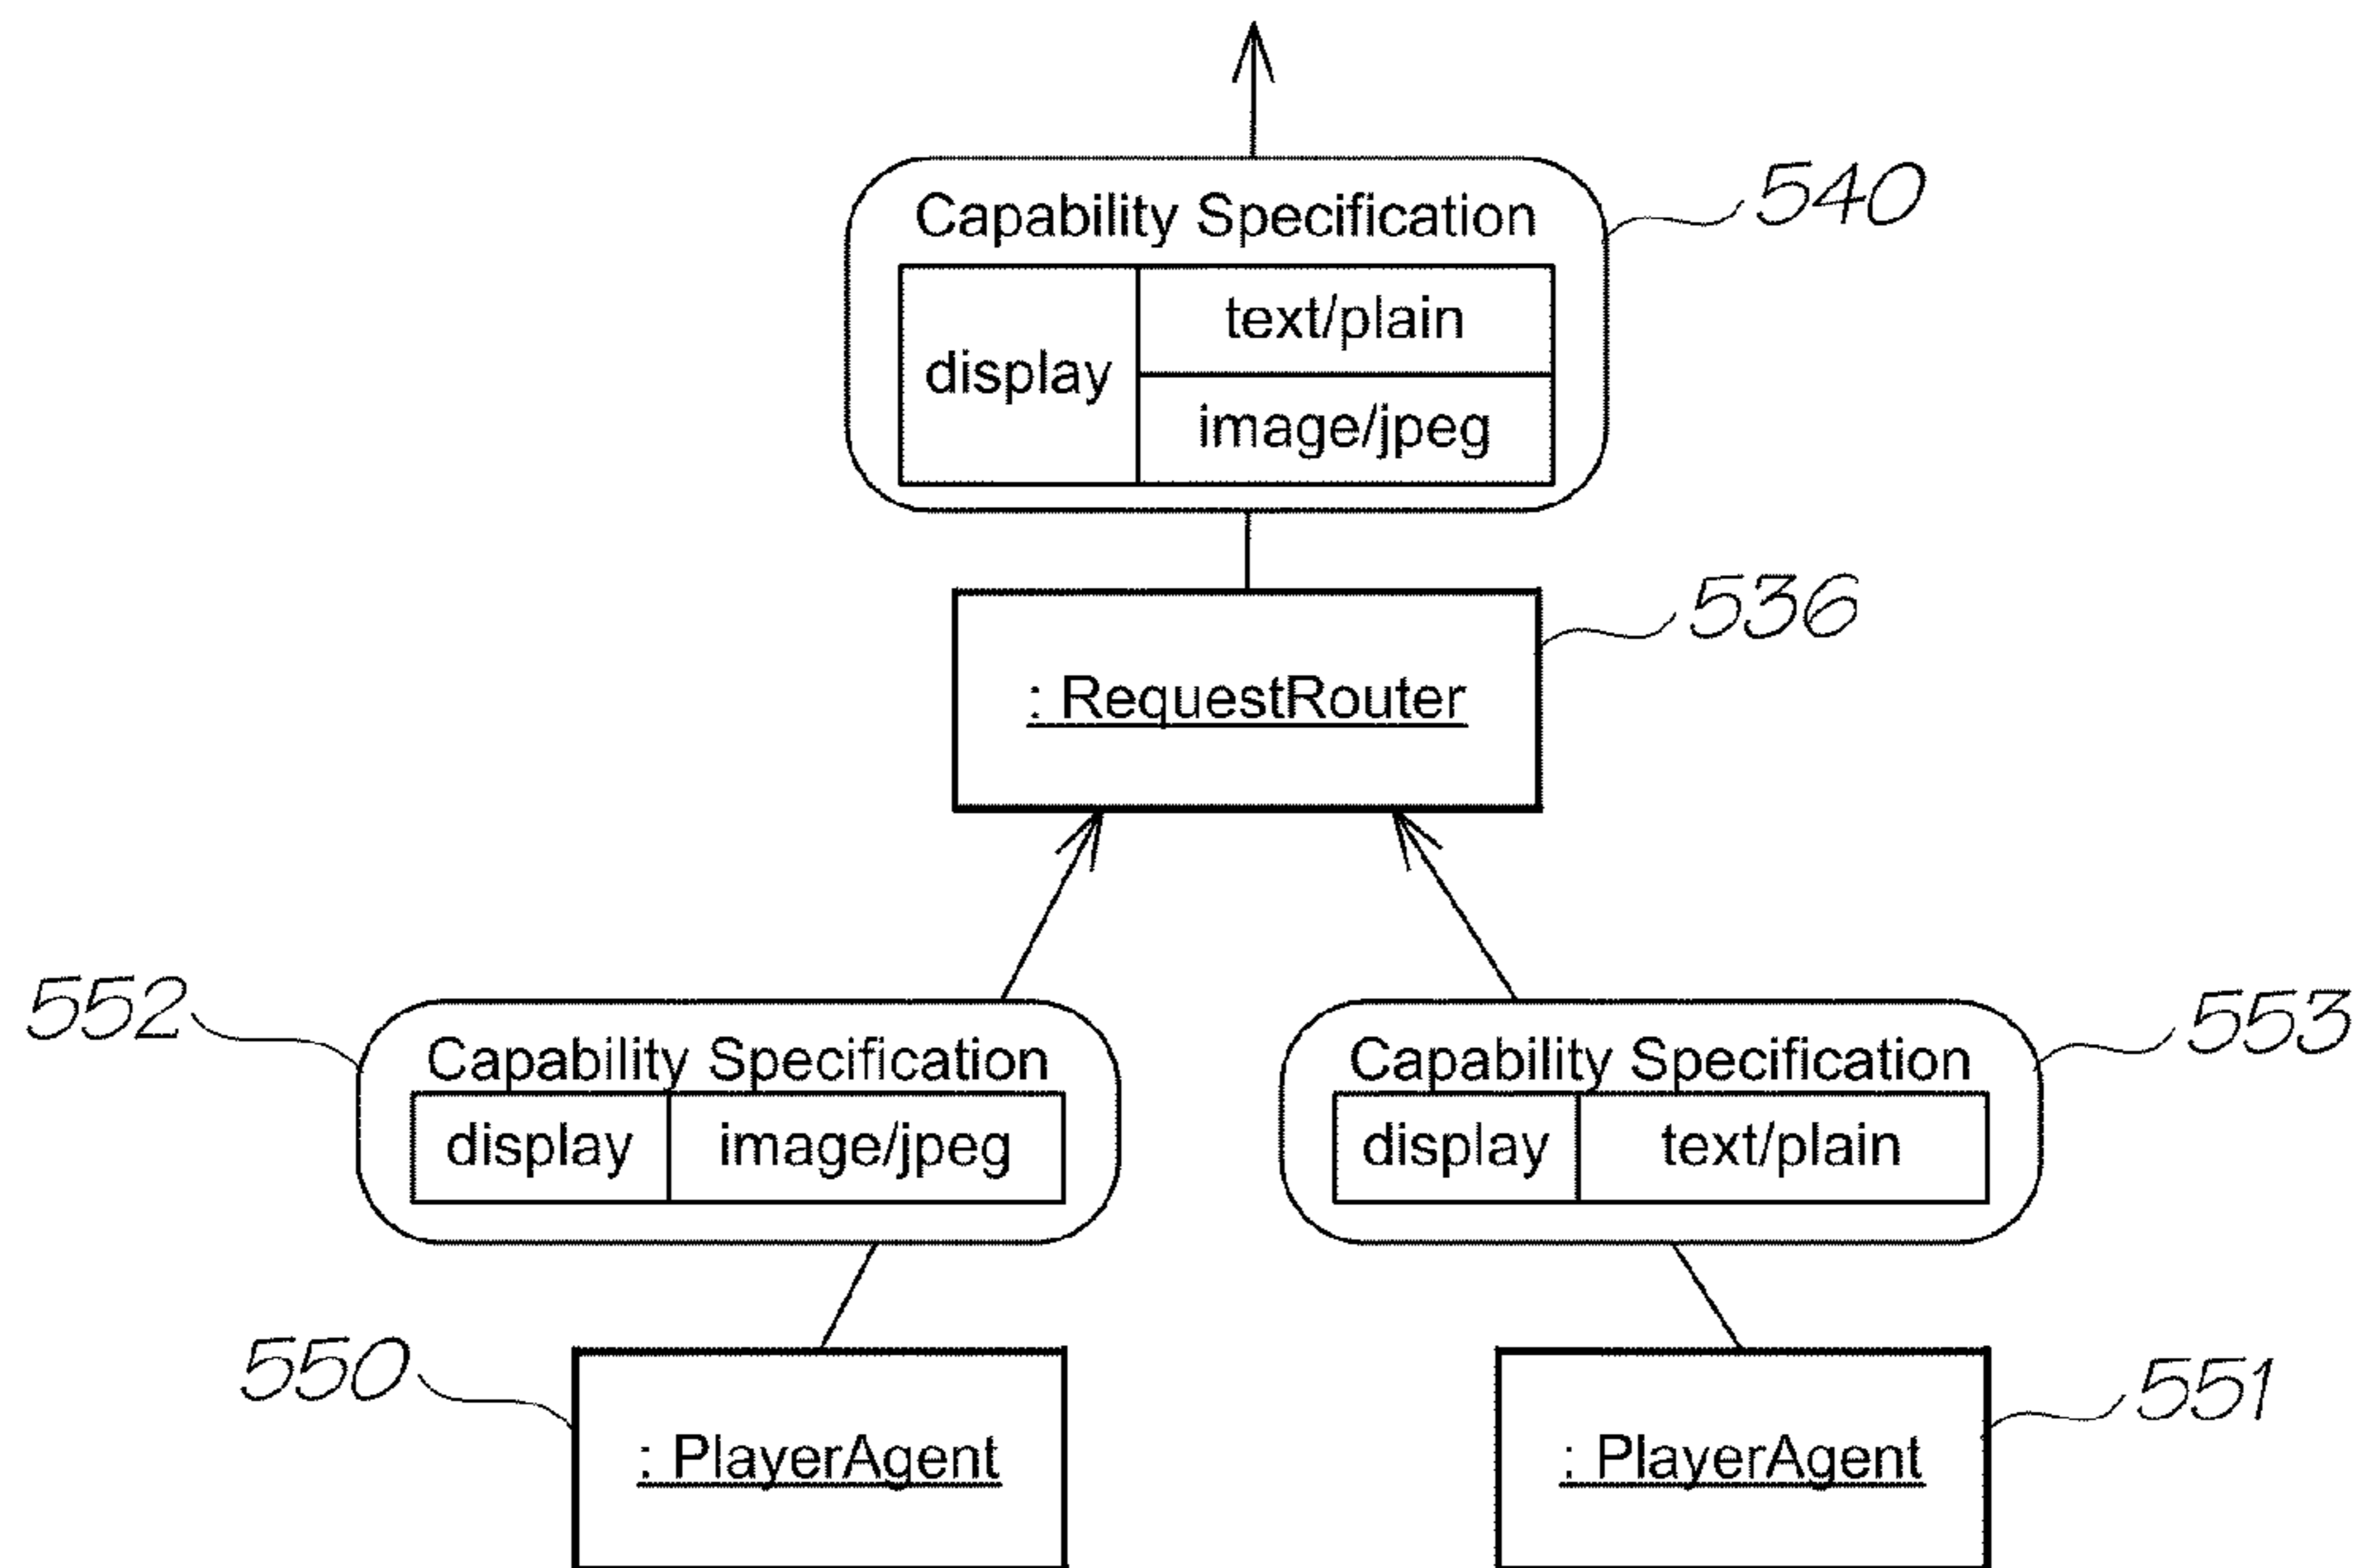 Capability Specification
540
display
text/plain
image/jpeg
536
: RequestRouter
552
Capability Specification
display
image/jpeg
Capability Specification
display
text/plain
553
550
: PlayerAgent
: PlayerAgent
551